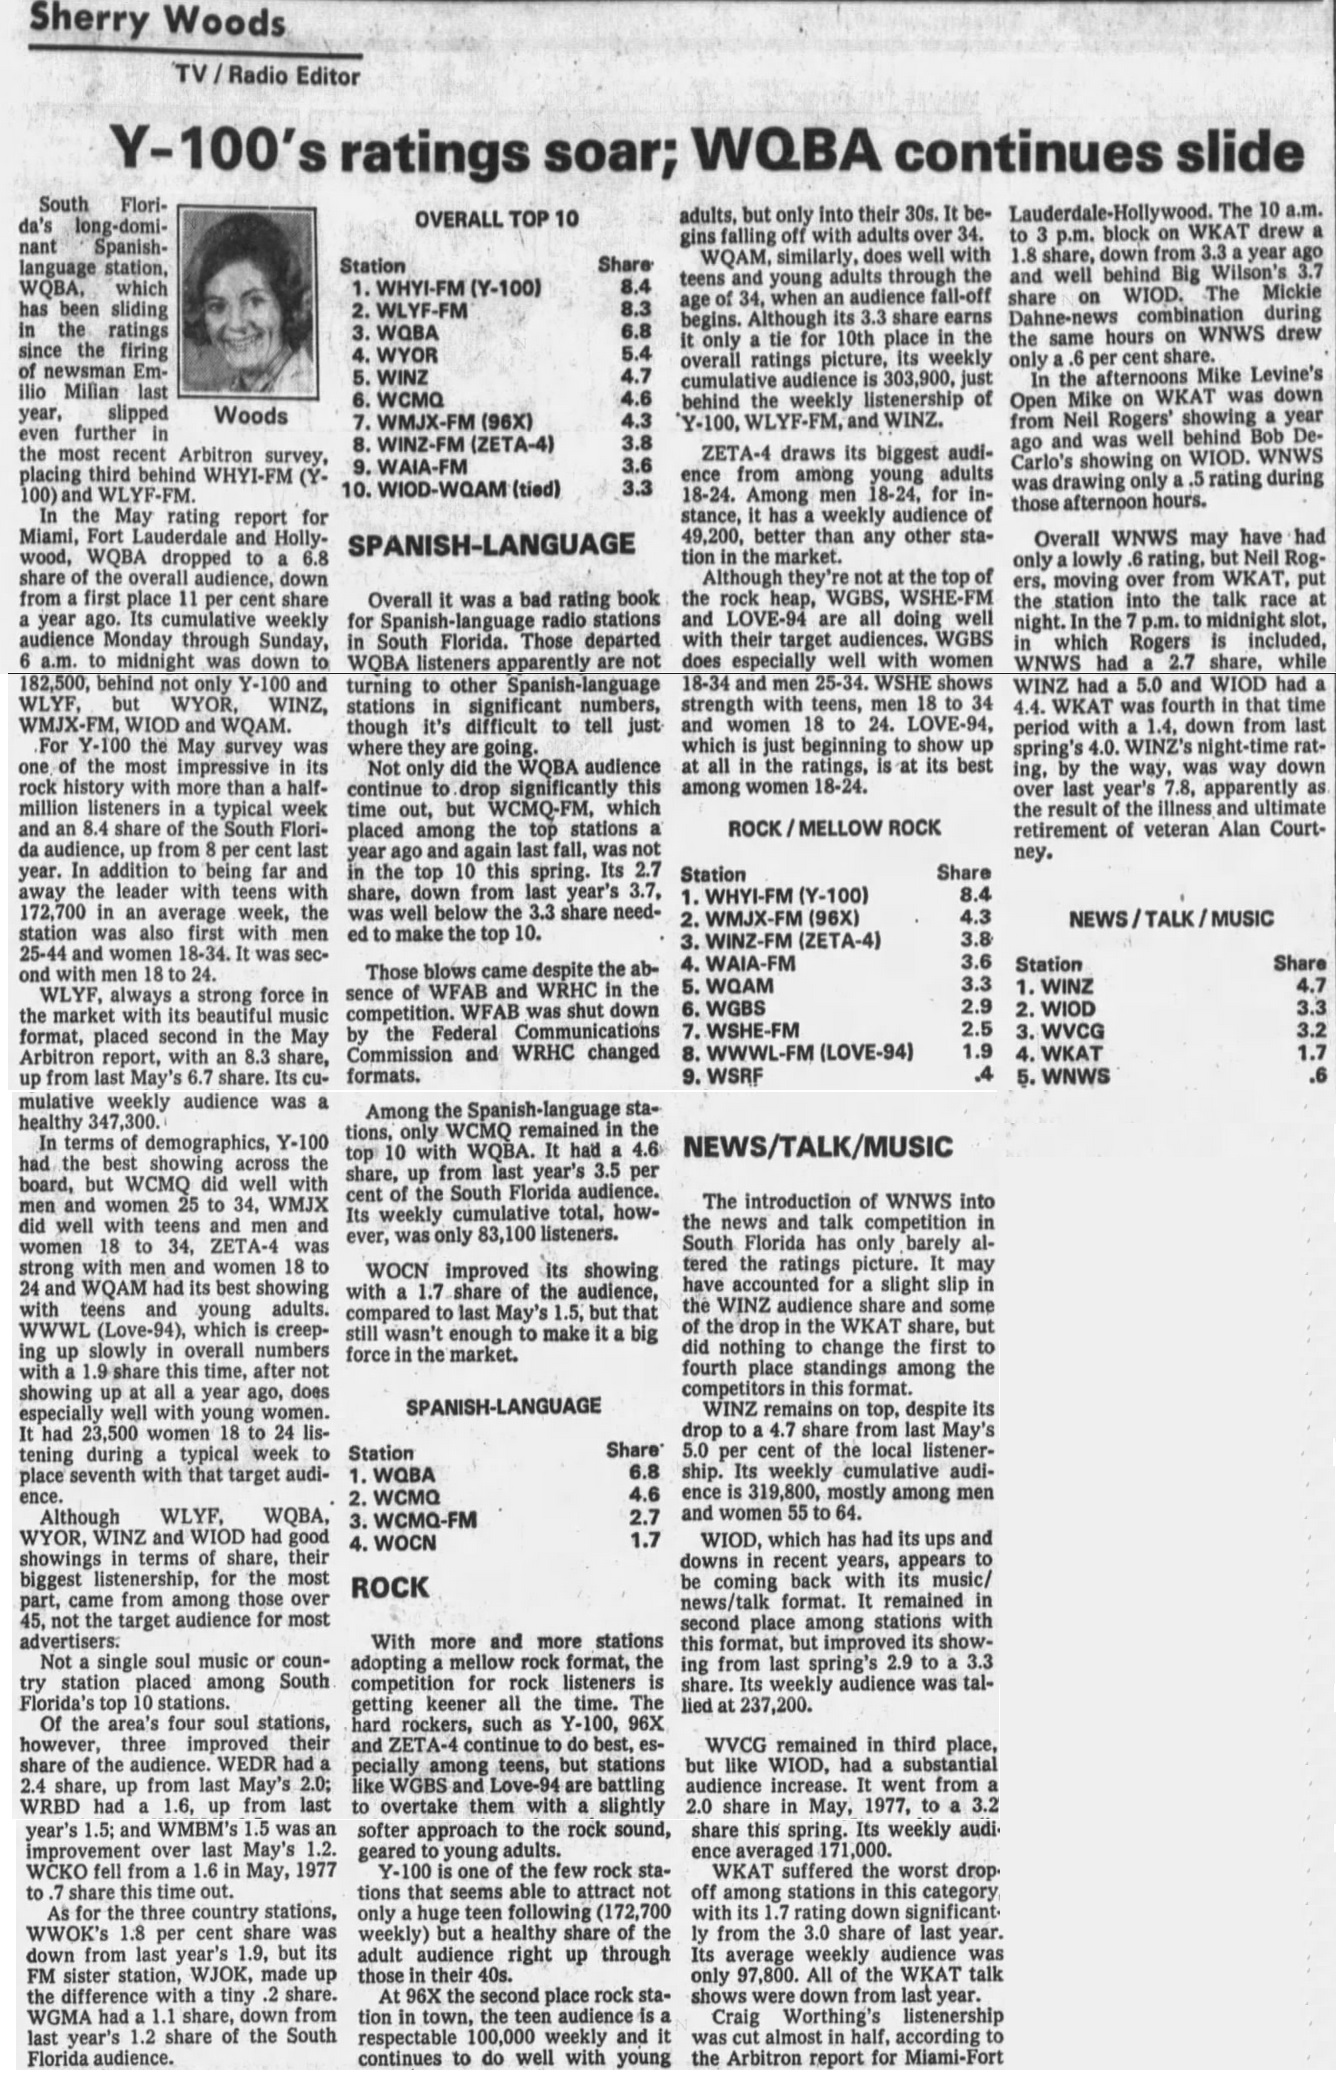 Sherry Woods
TV / Radio Editor
Y-100's ratings soar; WQBA continues slide
South Flori-
da's long-domi-
nant Spanish-
language station,
WQBA, which
has been sliding
in the ratings
since the firing
of newsman Em-
ilio Milian last
year, slipped
even further in
the most recent Arbitron survey,
placing third behind WHYI-FM (Y-
100) and WLYF-FM.
Woods
In the May rating report for
Miami, Fort Lauderdale and Holly-
wood, WQBA dropped to a 6.8
share of the overall audience, down
from a first place 11 per cent share
a year ago. Its cumulative weekly
audience Monday through Sunday,
6 a.m. to midnight was down to
182,500, behind not only Y-100 and
WLYF, but WYOR, WINZ,
WMJX-FM, WIOD and WQAM.
For Y-100 the May survey was
one of the most impressive in its
rock history with more than a half-
million listeners in a typical week
and an 8.4 share of the South Flori-
da audience, up from 8 per cent last
year. In addition to being far and
away the leader with teens with
172,700 in an average week, the
station was also first with men
25-44 and women 18-34. It was sec-
ond with men 18 to 24.
WLYF, always a strong force in
the market with its beautiful music
format, placed second in the May
Arbitron report, with an 8.3 share,
up from last May's 6.7 share. Its cu-
mulative weekly audience was a
healthy 347,300.
In terms of demographics, Y-100
had the best showing across the
board, but WCMQ did well with
men and women 25 to 34, WMJX
did well with teens and men and
women 18 to 34, ZETA-4 was
strong with men and women 18 to
24 and WQAM had its best showing
with teens and young adults.
WWWL (Love-94), which is creep-
ing up slowly in overall numbers
with a 1.9 share this time, after not
showing up at all a year ago, does
especially well with young women.
It had 23,500 women 18 to 24 lis-
tening during a typical week to
place seventh with that target audi-
ence.
Although WLYF, WQBA,
WYOR, WINZ and WIOD had good
showings in terms of share, their
biggest listenership, for the most
part, came from among those over
45, not the target audience for most
advertisers.
Not a single soul music or coun-
try station placed among South
Florida's top 10 stations.
Of the area's four soul stations,
however, three improved their
share of the audience. WEDR had a
2.4 share, up from last May's 2.0;
WRBD had a 1.6, up from last
year's 1.5; and WMBM's 1.5 was an
improvement over last May's 1.2.
WCKO fell from a 1.6 in May, 1977
to .7 share this time out.
As for the three country stations,
WWOK's 1.8 per cent share was
down from last year's 1.9, but its
FM sister station, WJOK, made up
the difference with a tiny .2 share.
WGMA had a 1.1 share, down from
last year's 1.2 share of the South
Florida audience.
OVERALL TOP 10
Station Share
1. WHYI-FM (Y-100) 8.4
2. WLYF-FM 8.3
3. WQBA 6.8
4. WYOR 5.4
5. WINZ 4.7
6. WCMQ 4.6
7. WMJX-FM (96X) 4.3
8. WINZ-FM (ZETA-4) 3.8
9. WAIA-FM 3.6
10. WIOD-WQAM (tied) 3.3
SPANISH-LANGUAGE
Overall it was a bad rating book
for Spanish-language radio stations
in South Florida. Those departed
WQBA listeners apparently are not
turning to other Spanish-language
stations in significant numbers,
though it's difficult to tell just
where they are going.
Not only did the WQBA audience
continue to drop significantly this
time out, but WCMQ-FM, which
placed among the top stations a
year ago and again last fall, was not
in the top 10 this spring. Its 2.7
share, down from last year's 3.7,
was well below the 3.3 share need-
ed to make the top 10.
Those blows came despite the ab-
sence of WFAB and WRHC in the
competition. WFAB was shut down
by the Federal Communications
Commission and WRHC changed
formats.
Among the Spanish-language sta-
tions, only WCMQ remained in the
top 10 with WQBA. It had a 4.6
share, up from last year's 3.5 per
cent of the South Florida audience.
Its weekly cumulative total, how-
ever, was only 83,100 listeners.
WOCN improved its showing
with a 1.7 share of the audience,
compared to last May's 1.5, but that
still wasn't enough to make it a big
force in the market.
SPANISH-LANGUAGE
Station Share
1. WQBA 6.8
2. WCMQ 4.6
3. WCMQ-FM 2.7
4. WOCN 1.7
ROCK
With more and more stations
adopting a mellow rock format, the
competition for rock listeners is
getting keener all the time. The
hard rockers, such as Y-100, 96X
and ZETA-4 continue to do best, es-
pecially among teens, but stations
like WGBS and Love-94 are battling
to overtake them with a slightly
softer approach to the rock sound,
geared to young adults.
Y-100 is one of the few rock sta-
tions that seems able to attract not
only a huge teen following (172,700
weekly) but a healthy share of the
adult audience right up through
those in their 40s.
At 96X the second place rock sta-
tion in town, the teen audience is a
respectable 100,000 weekly and it
continues to do well with young
adults, but only into their 30s. It be-
gins falling off with adults over 34.
WQAM, similarly, does well with
teens and young adults through the
age of 34, when an audience fall-off
begins. Although its 3.3 share earns
it only a tie for 10th place in the
overall ratings picture, its weekly
cumulative audience is 303,900, just
behind the weekly listenership of
Y-100, WLYF-FM, and WINZ.
ZETA-4 draws its biggest audi-
ence from among young adults
18-24. Among men 18-24, for in-
stance, it has a weekly audience of
49,200, better than any other sta-
tion in the market.
Although they're not at the top of
the rock heap, WGBS, WSHE-FM
and LOVE-94 are all doing well
with their target audiences. WGBS
does especially well with women
18-34 and men 25-34. WSHE shows
strength with teens, men 18 to 34
and women 18 to 24. LOVE-94,
which is just beginning to show up
at all in the ratings, is at its best
among women 18-24.
ROCK / MELLOW ROCK
Station Share
1. WHYI-FM (Y-100) 8.4
2. WMJX-FM (96X) 4.3
3. WINZ-FM (ZETA-4) 3.8
4. WAIA-FM 3.6
5. WQAM 3.3
6. WGBS 2.9
7. WSHE-FM 2.5
8. WWWL-FM (LOVE-94) 1.9
9. WSRF .4
NEWS/TALK/MUSIC
The introduction of WNWS into
the news and talk competition in
South Florida has only barely al-
tered the ratings picture. It may
have accounted for a slight slip in
the WINZ audience share and some
of the drop in the WKAT share, but
did nothing to change the first to
fourth place standings among the
competitors in this format.
WINZ remains on top, despite its
drop to a 4.7 share from last May's
5.0 per cent of the local listener-
ship. Its weekly cumulative audi-
ence is 319,800, mostly among men
and women 55 to 64.
WIOD, which has had its ups and
downs in recent years, appears to
be coming back with its music/
news/talk format. It remained in
second place among stations with
this format, but improved its show-
ing from last spring's 2.9 to a 3.3
share. Its weekly audience was tal-
lied at 237,200.
WVCG remained in third place,
but like WIOD, had a substantial
audience increase. It went from a
2.0 share in May, 1977, to a 3.2
share this spring. Its weekly audi-
ence averaged 171,000.
WKAT suffered the worst drop-
off among stations in this category,
with its 1.7 rating down significant-
ly from the 3.0 share of last year.
Its average weekly audience was
only 97,800. All of the WKAT talk
shows were down from last year.
Craig Worthing's listenership
was cut almost in half, according to
the Arbitron report for Miami-Fort
Lauderdale-Hollywood. The 10 a.m.
to 3 p.m. block on WKAT drew a
1.8 share, down from 3.3 a year ago
and well behind Big Wilson's 3.7
share on WIOD. The Mickie
Dahne-news combination during
the same hours on WNWS drew
only a .6 per cent share.
In the afternoons Mike Levine's
Open Mike on WKAT was down
from Neil Rogers' showing a year
ago and was well behind Bob De-
Carlo's showing on WIOD. WNWS
was drawing only a .5 rating during
those afternoon hours.
Overall WNWS may have had
only a lowly .6 rating, but Neil Rog-
ers, moving over from WKAT, put
the station into the talk race at
night. In the 7 p.m. to midnight slot,
in which Rogers is included,
WNWS had a 2.7 share, while
WINZ had a 5.0 and WIOD had a
4.4. WKAT was fourth in that time
period with a 1.4, down from last
spring's 4.0. WINZ's night-time rat-
ing, by the way, was way down
over last year's 7.8, apparently as
the result of the illness and ultimate
retirement of veteran Alan Court-
ney.
NEWS / TALK / MUSIC
Station Share
1. WINZ 4.7
2. WIOD 3.3
3. WVCG 3.2
4. WKAT 1.7
5. WNWS .6